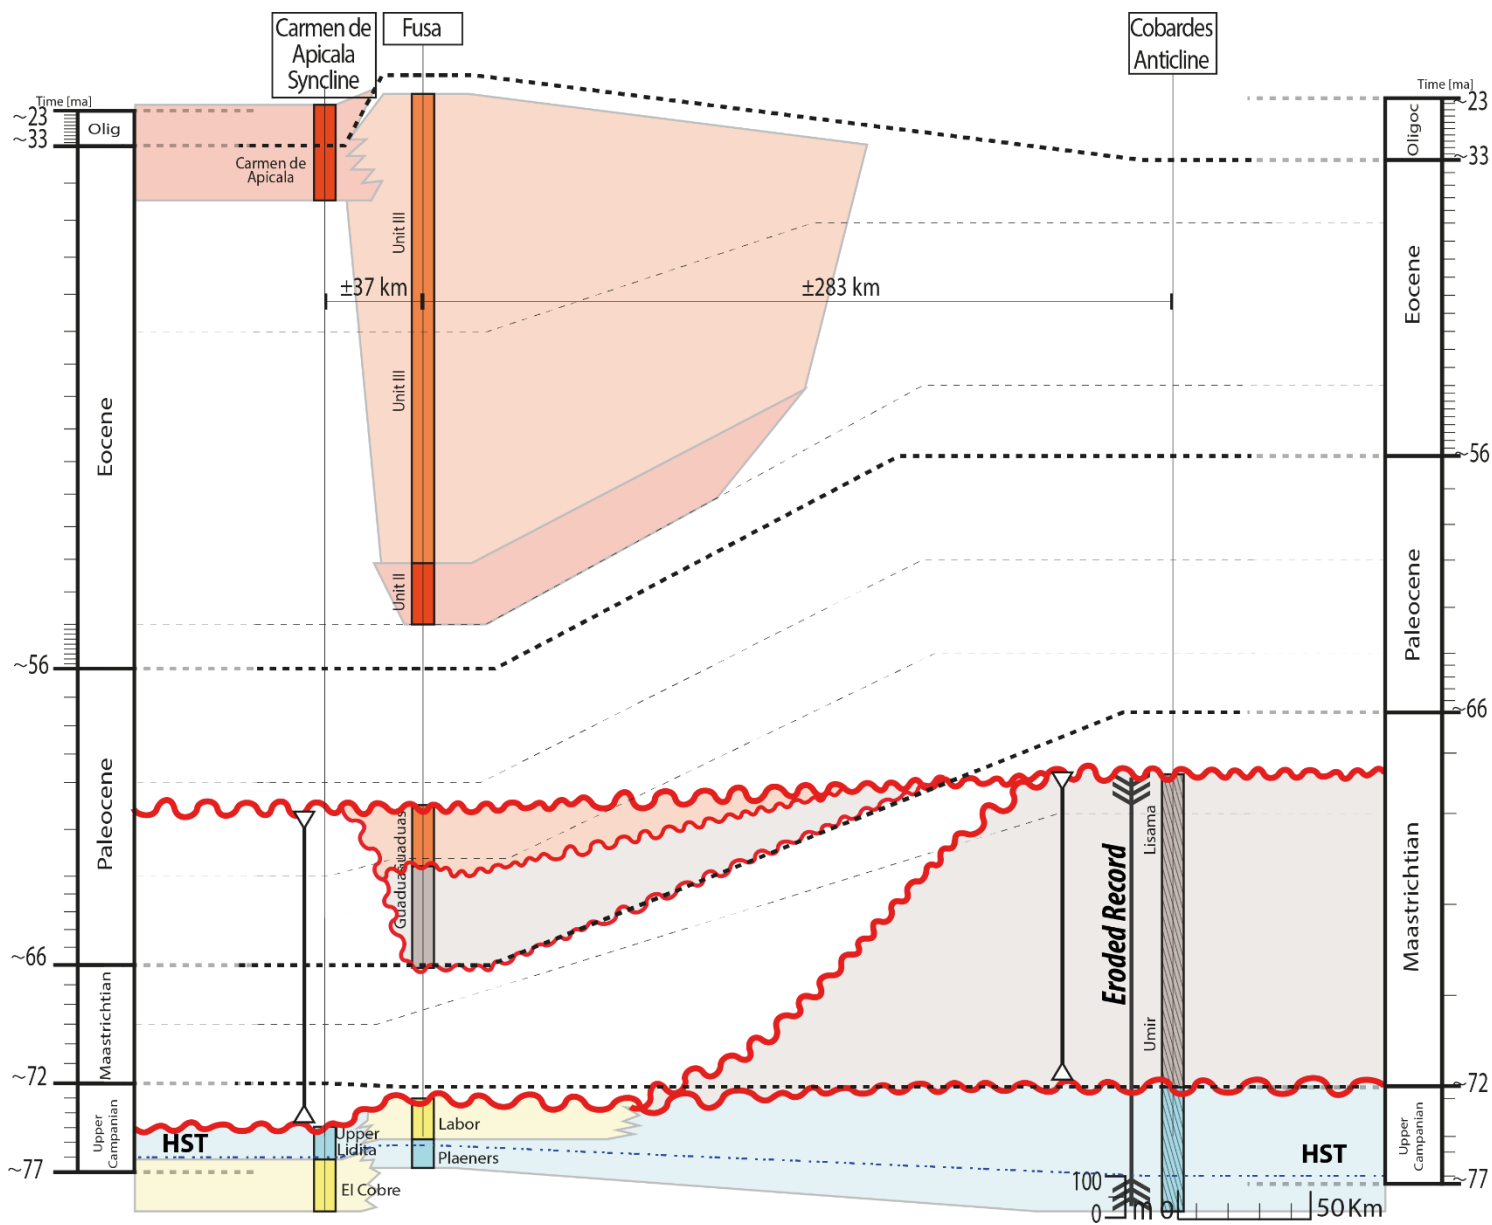 Carmen de
Apicala
Syncline
Fusa
Cobardes
Anticline
Time [ma]
~23
Olig
~33
Carmen de
Apicala
Time [ma]
~23
Oligoc
~33
Unit III
±37 km
±283 km
Eocene
Unit III
Eocene
~56
Unit II
~56
Paleocene
Paleocene
~66
Guaduas
Guaduas
Lisama
Eroded Record
Umir
~66
Maastrichtian
Maastrichtian
~72
~72
Upper
Campanian
HST
Upper
Lidita
Labor
Plaeners
El Cobre
~77
HST
Upper
Campanian
~77
100
0
m
0
50 Km